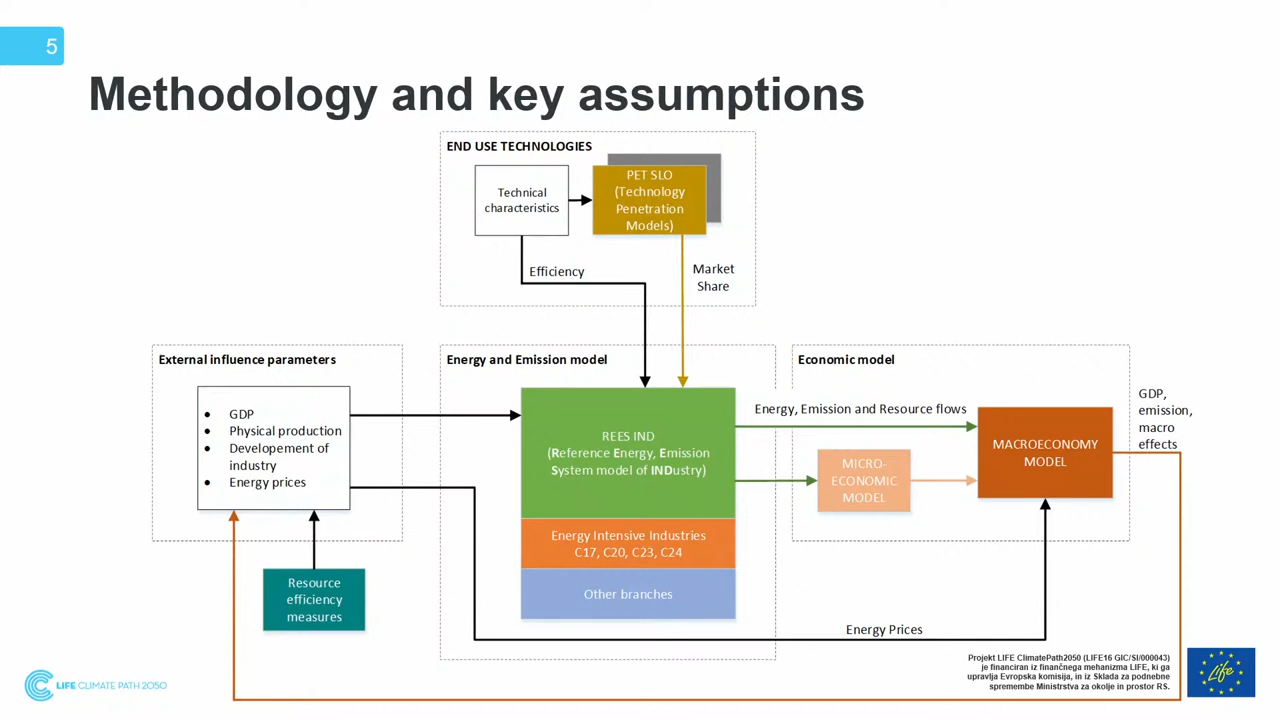 5
Methodology and key assumptions
END USE TECHNOLOGIES
Technical
characteristics
PET SLO
(Technology
Penetration
Models)
Efficiency
Market
Share
External influence parameters
• GDP
• Physical production
• Developement of
industry
• Energy prices
Resource
efficiency
measures
Energy and Emission model
REES IND
(Reference Energy, Emission
System model of INDustry)
Energy Intensive Industries
C17, C20, C23, C24
Other branches
Economic model
Energy, Emission and Resource flows
MICRO-
ECONOMIC
MODEL
MACROECONOMY
MODEL
GDP,
emission,
macro
effects
Energy Prices
LIFE CLIMATE PATH 2050
Projekt LIFE ClimatePath2050 (LIFE16 GIC/SI/000043)
je financiran iz finančnega mehanizma LIFE, ki ga
upravlja Evropska komisija, in iz Sklada za podnebne
spremembe Ministrstva za okolje in prostor RS.
Life